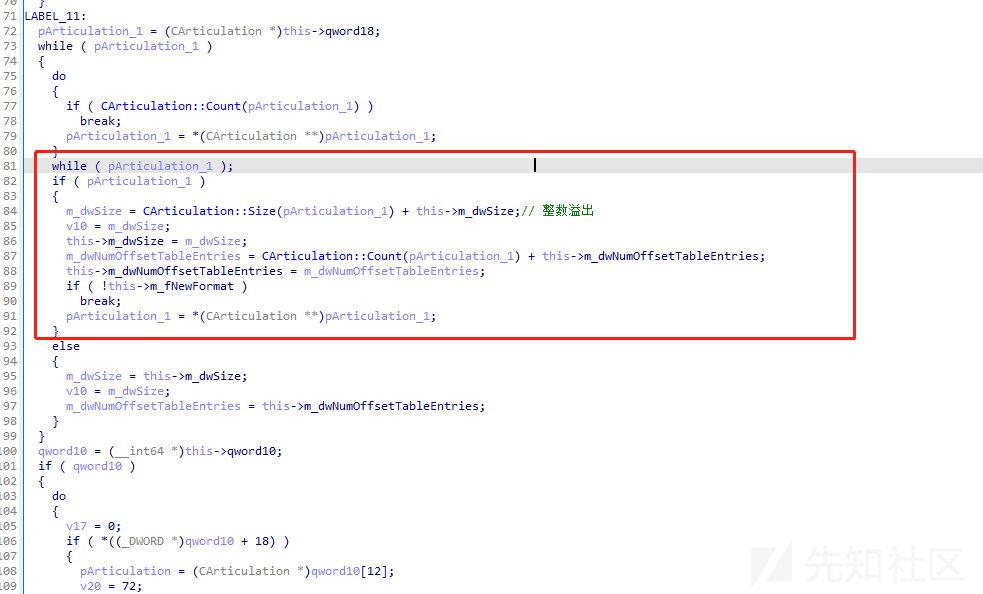 70 }
71 LABEL_11:
72 pArticulation_1 = (CArticulation *)this->qword18;
73 while ( pArticulation_1 )
74 {
75 do
76 {
77 if ( CArticulation::Count(pArticulation_1) )
78 break;
79 pArticulation_1 = *(CArticulation **)pArticulation_1;
80 }
81 while ( pArticulation_1 );
82 if ( pArticulation_1 )
83 {
84 m_dwSize = CArticulation::Size(pArticulation_1) + this->m_dwSize;// 整数溢出
85 v10 = m_dwSize;
86 this->m_dwSize = m_dwSize;
87 m_dwNumOffsetTableEntries = CArticulation::Count(pArticulation_1) + this->m_dwNumOffsetTableEntries;
88 this->m_dwNumOffsetTableEntries = m_dwNumOffsetTableEntries;
89 if ( !this->m_fNewFormat )
90 break;
91 pArticulation_1 = *(CArticulation **)pArticulation_1;
92 }
93 else
94 {
95 m_dwSize = this->m_dwSize;
96 v10 = m_dwSize;
97 m_dwNumOffsetTableEntries = this->m_dwNumOffsetTableEntries;
98 }
99 }
100 qword10 = (__int64 *)this->qword10;
101 if ( qword10 )
102 {
103 do
104 {
105 v17 = 0;
106 if ( *((_DWORD *)qword10 + 18) )
107 {
108 pArticulation = (CArticulation *)qword10[12];
109 v20 = 72;
先知社区